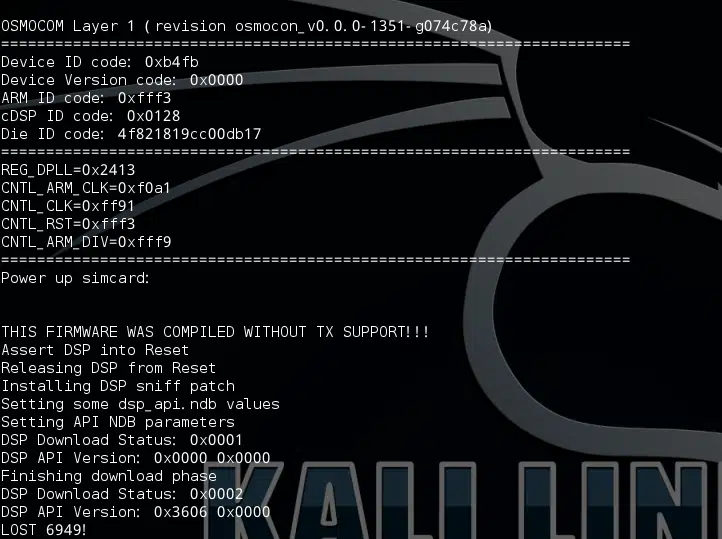 OSMOCOM Layer 1 (revision osmocon_v0.0.0-1351-g074c78a)
======================================================================
Device ID code: 0xb4fb
Device Version code: 0x0000
ARM ID code: 0xfff3
cDSP ID code: 0x0128
Die ID code: 4f821819cc00db17
======================================================================
REG_DPLL=0x2413
CNTL_ARM_CLK=0xf0a1
CNTL_CLK=0xff91
CNTL_RST=0xfff3
CNTL_ARM_DIV=0xfff9
======================================================================
Power up simcard:
THIS FIRMWARE WAS COMPILED WITHOUT TX SUPPORT!!!
Assert DSP into Reset
Releasing DSP from Reset
Installing DSP sniff patch
Setting some dsp_api.ndb values
Setting API NDB parameters
DSP Download Status: 0x0001
DSP API Version: 0x0000 0x0000
Finishing download phase
DSP Download Status: 0x0002
DSP API Version: 0x3606 0x0000
LOST 6949!
KALI LIN